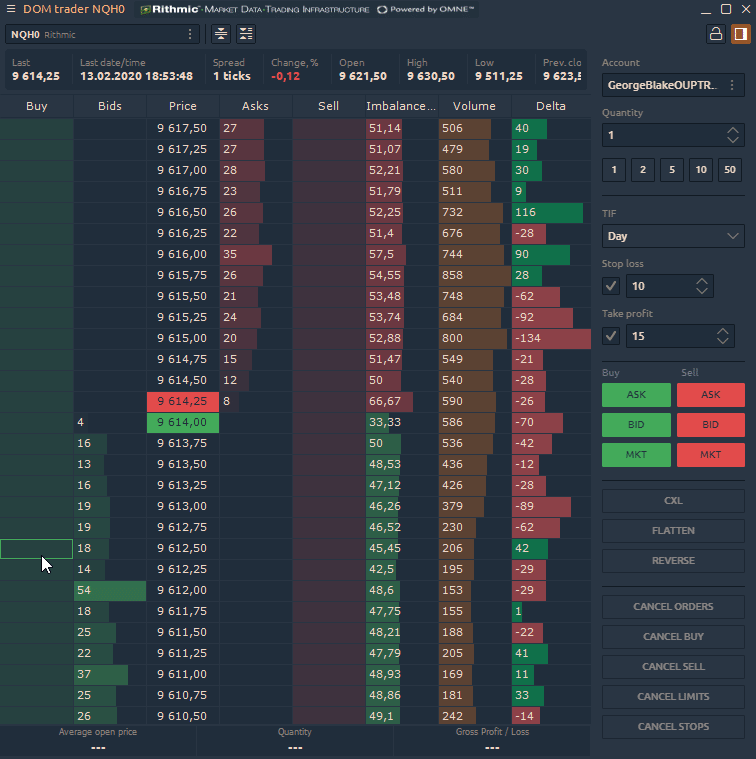 DOM trader NQH0 Rithmic™-Market Data-Trading Infrastructure Powered by OMNE™
NQH0 Rithmic
Last Last date/time Spread Change, % Open High Low Prev.clo
9 614,25 13.02.2020 18:53:48 1 ticks -0,12 9 621,50 9 630,50 9 511,25 9 623,5
Buy Bids Price Asks Sell Imbalance... Volume Delta
9 617,50 27 51,14 506 40
9 617,25 27 51,07 479 19
9 617,00 28 52,21 580 30
9 616,75 23 51,79 511 9
9 616,50 26 52,25 732 116
9 616,25 22 51,4 676 -28
9 616,00 35 57,5 744 90
9 615,75 26 54,55 858 28
9 615,50 21 53,48 748 -62
9 615,25 24 53,74 684 -92
9 615,00 20 52,88 800 -134
9 614,75 15 51,47 549 -21
9 614,50 12 50 540 -28
9 614,25 8 66,67 590 -26
4 9 614,00 33,33 586 -70
16 9 613,75 50 536 -42
13 9 613,50 48,53 436 -12
16 9 613,25 47,12 426 -28
19 9 613,00 46,26 379 -89
19 9 612,75 46,52 230 -62
18 9 612,50 45,45 206 42
14 9 612,25 42,5 195 -29
54 9 612,00 48,6 153 -29
18 9 611,75 47,75 155 1
25 9 611,50 48,21 188 -22
22 9 611,25 47,79 205 41
37 9 611,00 48,93 169 11
25 9 610,75 48,86 181 33
26 9 610,50 49,1 242 -14
Average open price Quantity Gross Profit / Loss
--- --- ---
Account
GeorgeBlakeOUPTR...
Quantity
1
1 2 5 10 50
TIF
Day
Stop loss
10
Take profit
15
Buy Sell
ASK ASK
BID BID
MKT MKT
CXL
FLATTEN
REVERSE
CANCEL ORDERS
CANCEL BUY
CANCEL SELL
CANCEL LIMITS
CANCEL STOPS